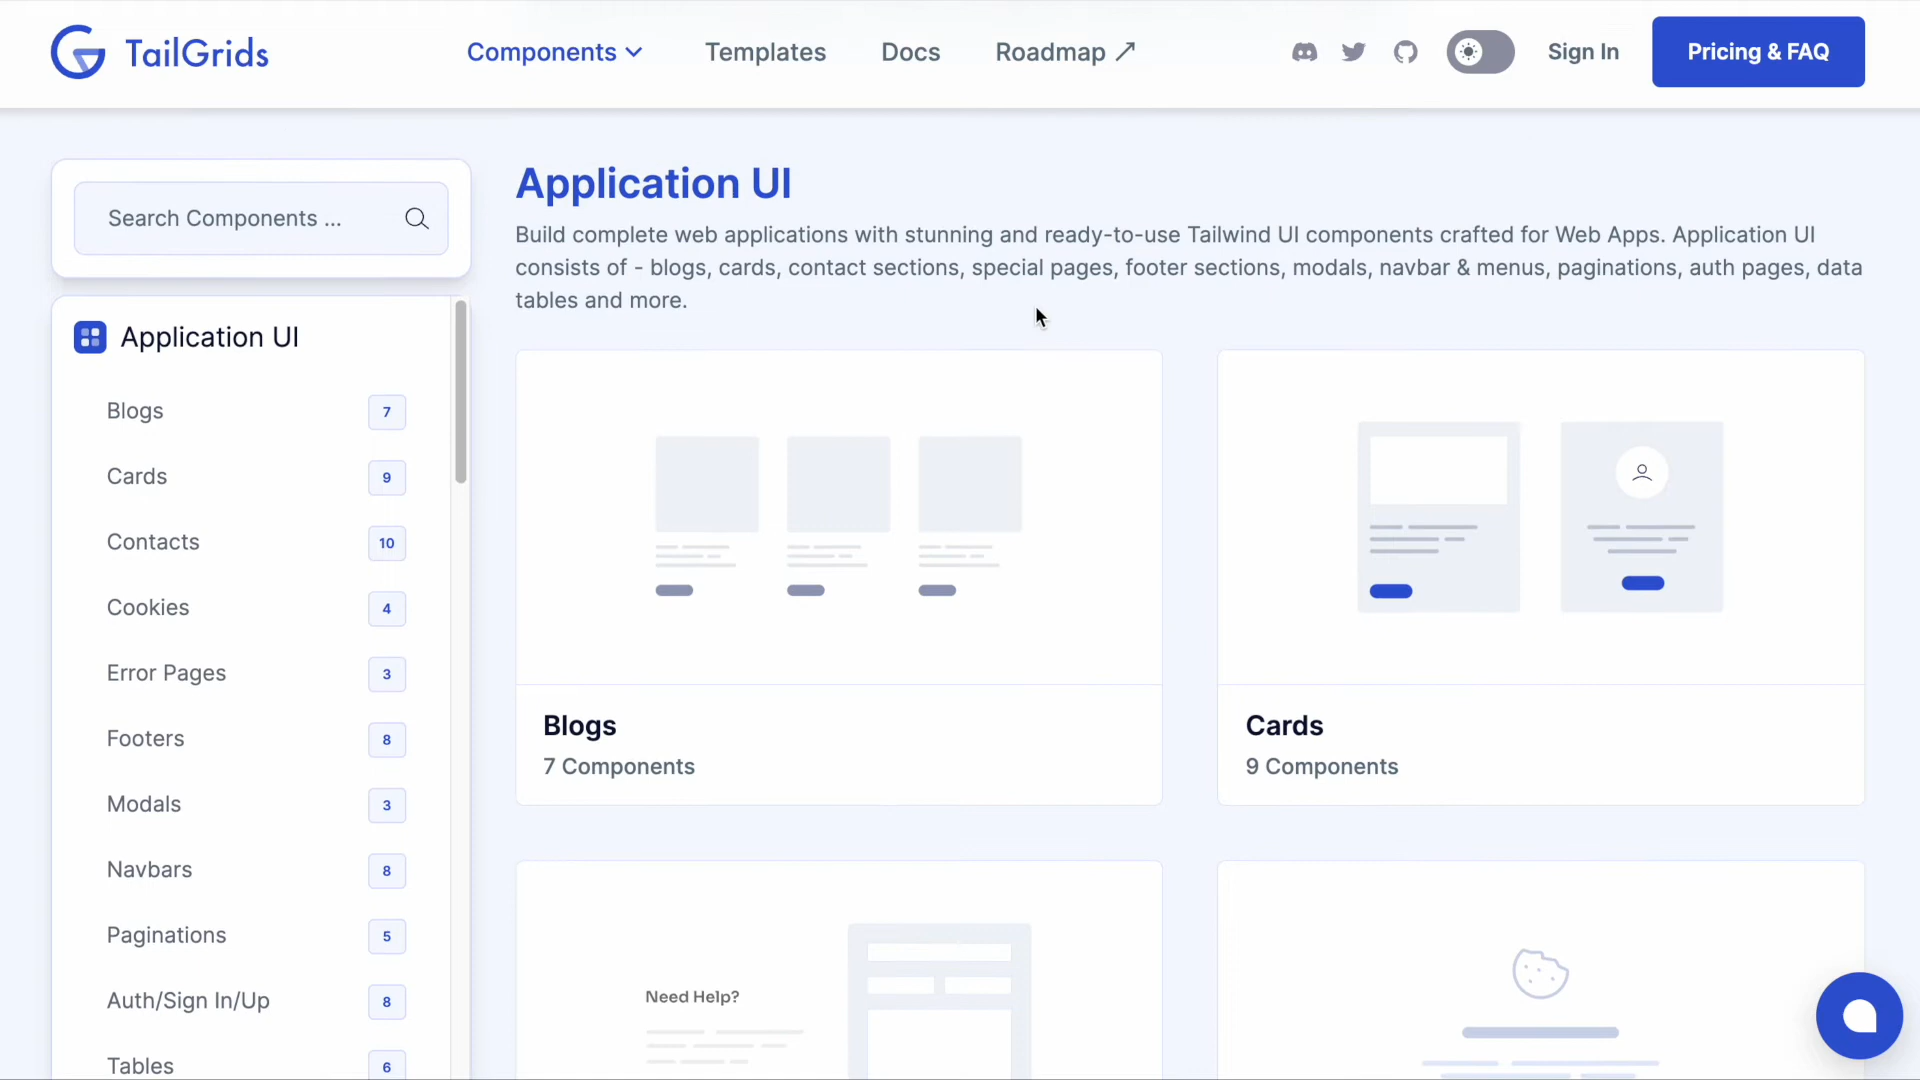 TailGrids
Components
Templates
Docs
Roadmap
Sign In
Pricing & FAQ
Search Components ...
Application UI
Blogs 7
Cards 9
Contacts 10
Cookies 4
Error Pages 3
Footers 8
Modals 3
Navbars 8
Paginations 5
Auth/Sign In/Up 8
Tables 6
Application UI
Build complete web applications with stunning and ready-to-use Tailwind UI components crafted for Web Apps. Application UI
consists of - blogs, cards, contact sections, special pages, footer sections, modals, navbar & menus, paginations, auth pages, data
tables and more.
Blogs
7 Components
Cards
9 Components
Need Help?